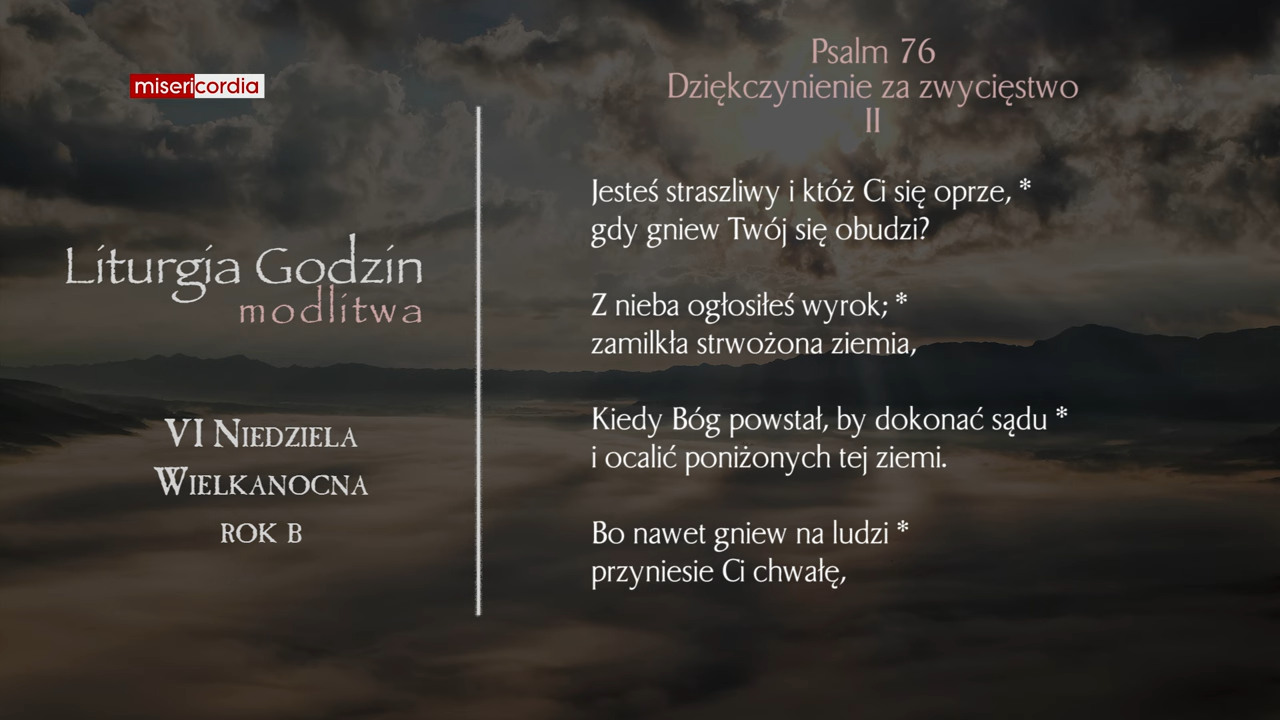 misericordia
Liturgia Godzin
modlitwa
VI Niedziela
Wielkanocna
rok B
Psalm 76
Dziękczynienie za zwycięstwo
II
Jesteś straszliwy i któż Ci się oprze, *
gdy gniew Twój się obudzi?
Z nieba ogłosiłeś wyrok; *
zamilkła strwożona ziemia,
Kiedy Bóg powstał, by dokonać sądu *
i ocalić poniżonych tej ziemi.
Bo nawet gniew na ludzi *
przyniesie Ci chwałę,